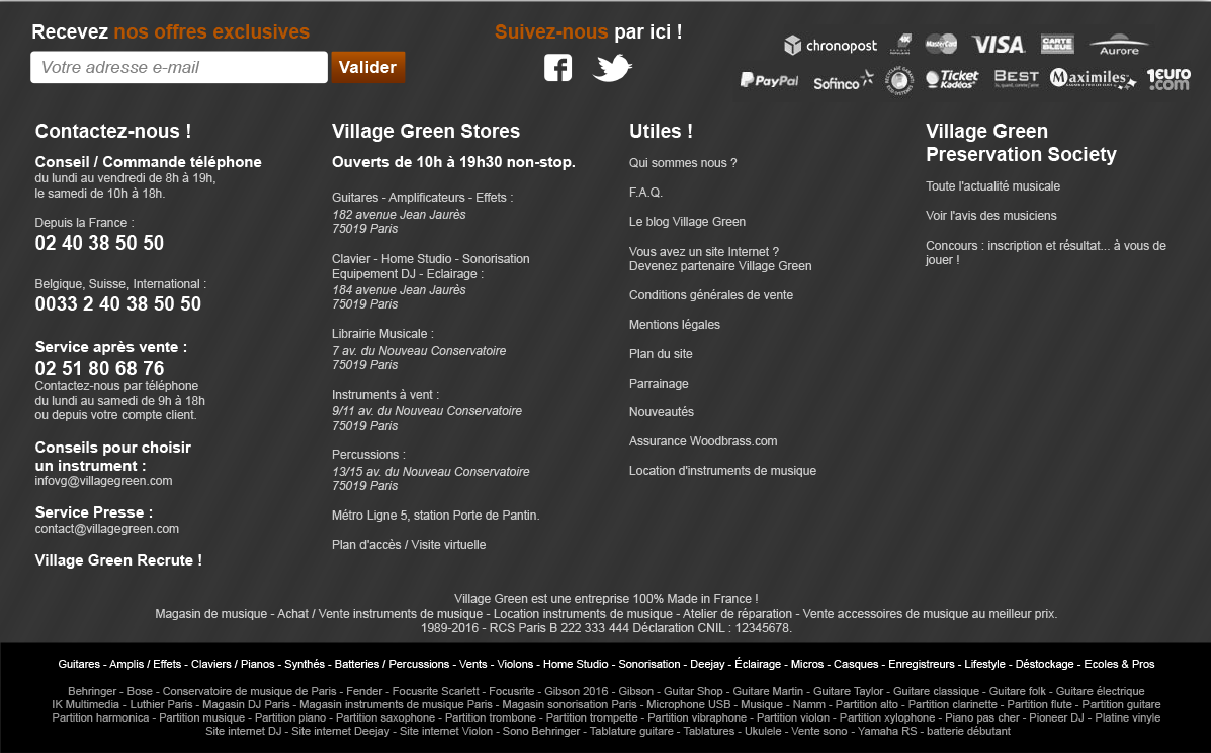 Recevez nos offres exclusives
Votre adresse e-mail
Valider
Suivez-nous par ici !
chronopost
MasterCard
VISA
CARTE BLEUE
Aurore
PayPal
Sofinco
Ticket Kadéos
BEST
Maximiles
1euro.com
Contactez-nous !
Conseil / Commande téléphone
du lundi au vendredi de 8h à 19h,
le samedi de 10h à 18h.
Depuis la France :
02 40 38 50 50
Belgique, Suisse, International :
0033 2 40 38 50 50
Service après vente :
02 51 80 68 76
Contactez-nous par téléphone
du lundi au samedi de 9h à 18h
ou depuis votre compte client.
Conseils pour choisir
un instrument :
infovg@villagegreen.com
Service Presse :
contact@villagegreen.com
Village Green Recrute !
Village Green Stores
Ouverts de 10h à 19h30 non-stop.
Guitares - Amplificateurs - Effets :
182 avenue Jean Jaurès
75019 Paris
Clavier - Home Studio - Sonorisation
Equipement DJ - Eclairage :
184 avenue Jean Jaurès
75019 Paris
Librairie Musicale :
7 av. du Nouveau Conservatoire
75019 Paris
Instruments à vent :
9/11 av. du Nouveau Conservatoire
75019 Paris
Percussions :
13/15 av. du Nouveau Conservatoire
75019 Paris
Métro Ligne 5, station Porte de Pantin.
Plan d'accès / Visite virtuelle
Utiles !
Qui sommes nous ?
F.A.Q.
Le blog Village Green
Vous avez un site Internet ?
Devenez partenaire Village Green
Conditions générales de vente
Mentions légales
Plan du site
Parrainage
Nouveautés
Assurance Woodbrass.com
Location d'instruments de musique
Village Green
Preservation Society
Toute l'actualité musicale
Voir l'avis des musiciens
Concours : inscription et résultat... à vous de
jouer !
Village Green est une entreprise 100% Made in France !
Magasin de musique - Achat / Vente instruments de musique - Location instruments de musique - Atelier de réparation - Vente accessoires de musique au meilleur prix.
1989-2016 - RCS Paris B 222 333 444 Déclaration CNIL : 12345678.
Guitares - Amplis / Effets - Claviers / Pianos - Synthés - Batteries / Percussions - Vents - Violons - Home Studio - Sonorisation - Deejay - Éclairage - Micros - Casques - Enregistreurs - Lifestyle - Déstockage - Ecoles & Pros
Behringer - Bose - Conservatoire de musique de Paris - Fender - Focusrite Scarlett - Focusrite - Gibson 2016 - Gibson - Guitar Shop - Guitare Martin - Guitare Taylor - Guitare classique - Guitare folk - Guitare électrique
IK Multimedia - Luthier Paris - Magasin DJ Paris - Magasin instruments de musique Paris - Magasin sonorisation Paris - Microphone USB - Musique - Namm - Partition alto - Partition clarinette - Partition flute - Partition guitare
Partition harmonica - Partition musique - Partition piano - Partition saxophone - Partition trombone - Partition trompette - Partition vibraphone - Partition violon - Partition xylophone - Piano pas cher - Pioneer DJ - Platine vinyle
Site internet DJ - Site internet Deejay - Site internet Violon - Sono Behringer - Tablature guitare - Tablatures - Ukulele - Vente sono - Yamaha RS - batterie débutant